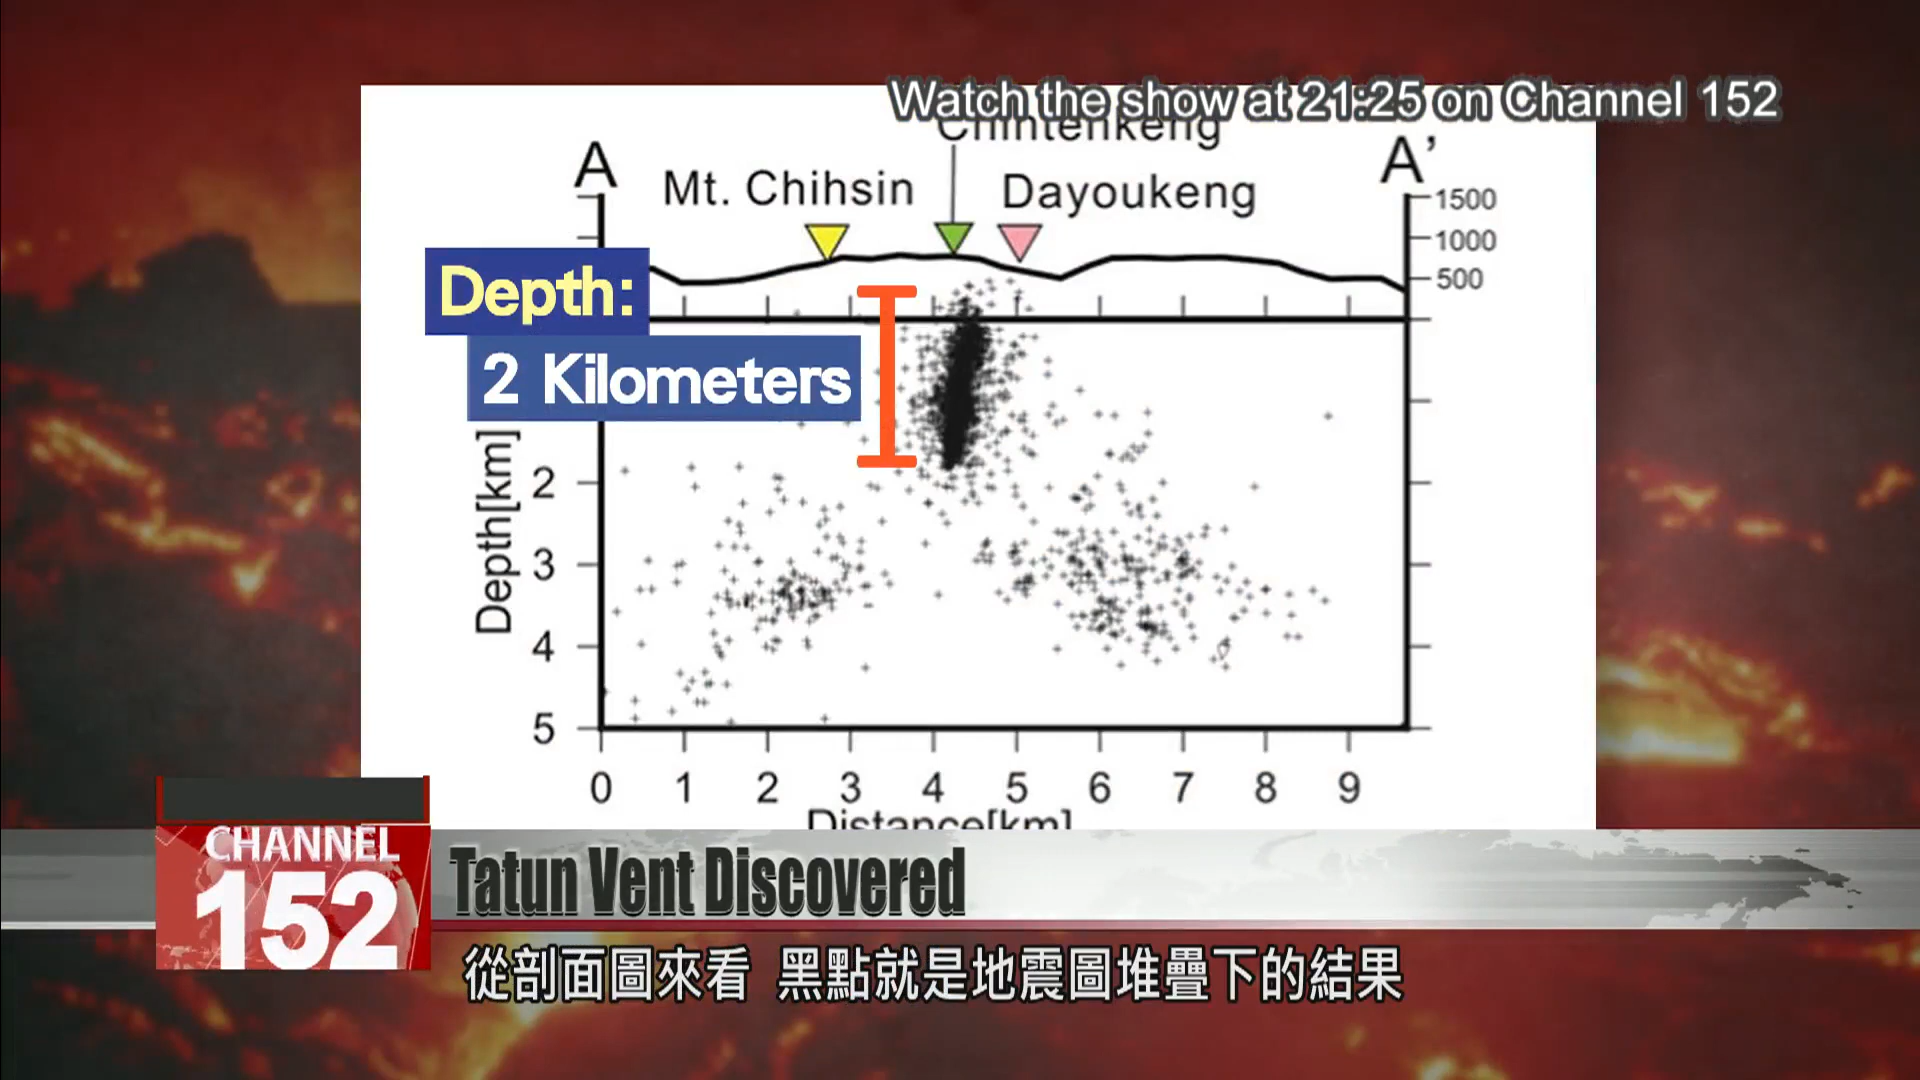 Watch the show at 21:25 on Channel 152
Chintenkeng
A
A’
Mt. Chihsin
Dayoukeng
1500
1000
500
Depth:
2 Kilometers
Depth[km]
2
3
4
5
0 1 2 3 4 5 6 7 8 9
Distance[km]
CHANNEL
152
Tatun Vent Discovered
從剖面圖來看 黑點就是地震圖堆疊下的結果